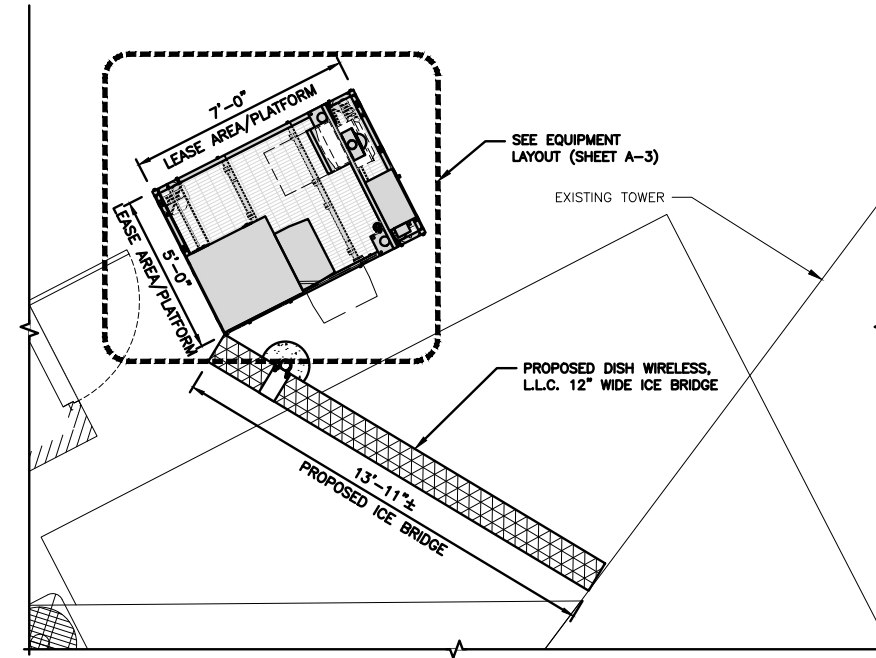 7'-0"
LEASE AREA/PLATFORM
SEE EQUIPMENT
LAYOUT (SHEET A-3)
EXISTING TOWER
5'-0"
LEASE AREA/PLATFORM
PROPOSED DISH WIRELESS,
L.L.C. 12" WIDE ICE BRIDGE
13'-11"±
PROPOSED ICE BRIDGE